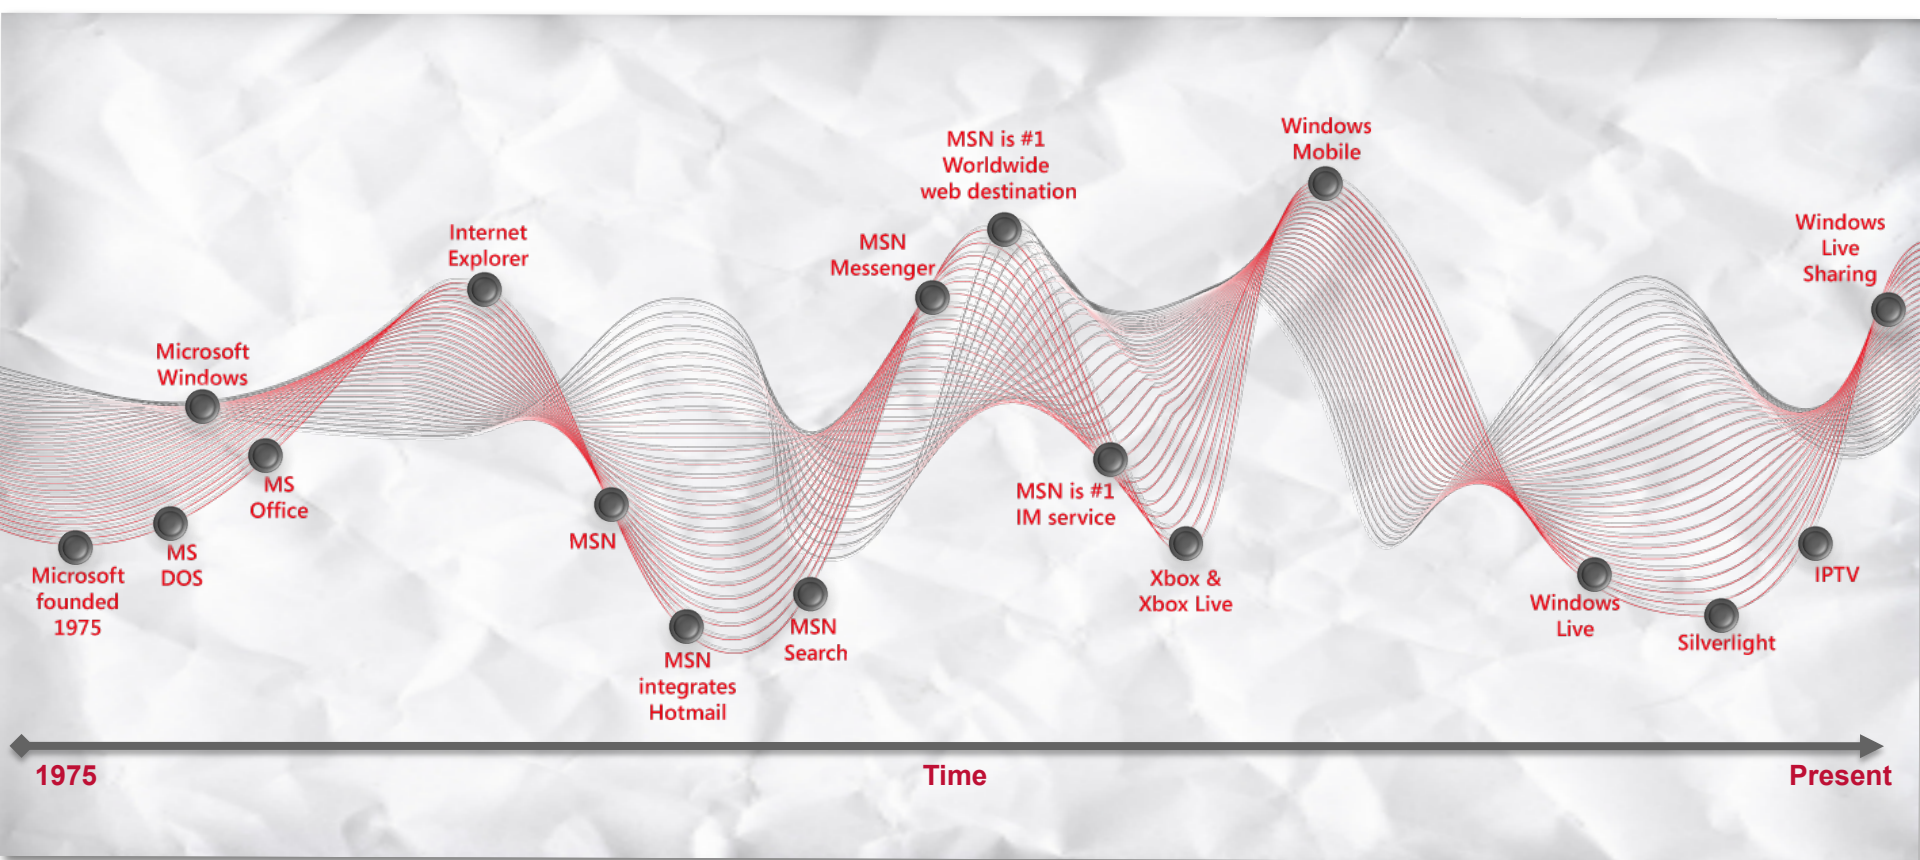 Microsoft
founded
1975
MS
DOS
Microsoft
Windows
MS
Office
Internet
Explorer
MSN
MSN
integrates
Hotmail
MSN
Search
MSN
Messenger
MSN is #1
Worldwide
web destination
MSN is #1
IM service
Xbox &
Xbox Live
Windows
Mobile
Windows
Live
Silverlight
IPTV
Windows
Live
Sharing
1975
Time
Present